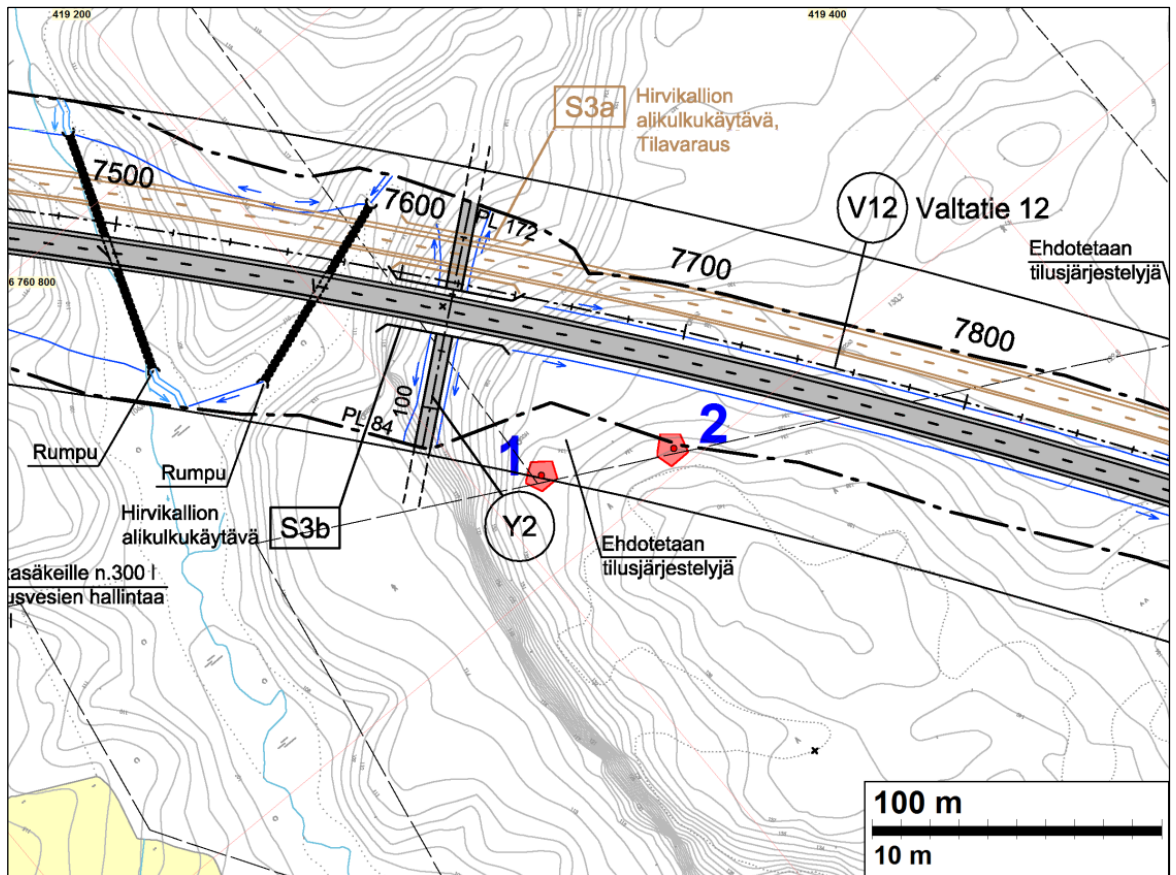 419 200
419 400
S3a
Hirvikallion
alikulkukäytävä,
Tilavaraus
7500
7600
PL 172
V12
Valtatie 12
7700
Ehdotetaan
tilusjärjestelyjä
6 760 800
130,2
7800
100
PL 84
1
2
Rumpu
Rumpu
Hirvikallion
alikulkukäytävä
S3b
Y2
Ehdotetaan
tilusjärjestelyjä
tasäkeille n.300 l
usvesien hallintaa
100 m
10 m